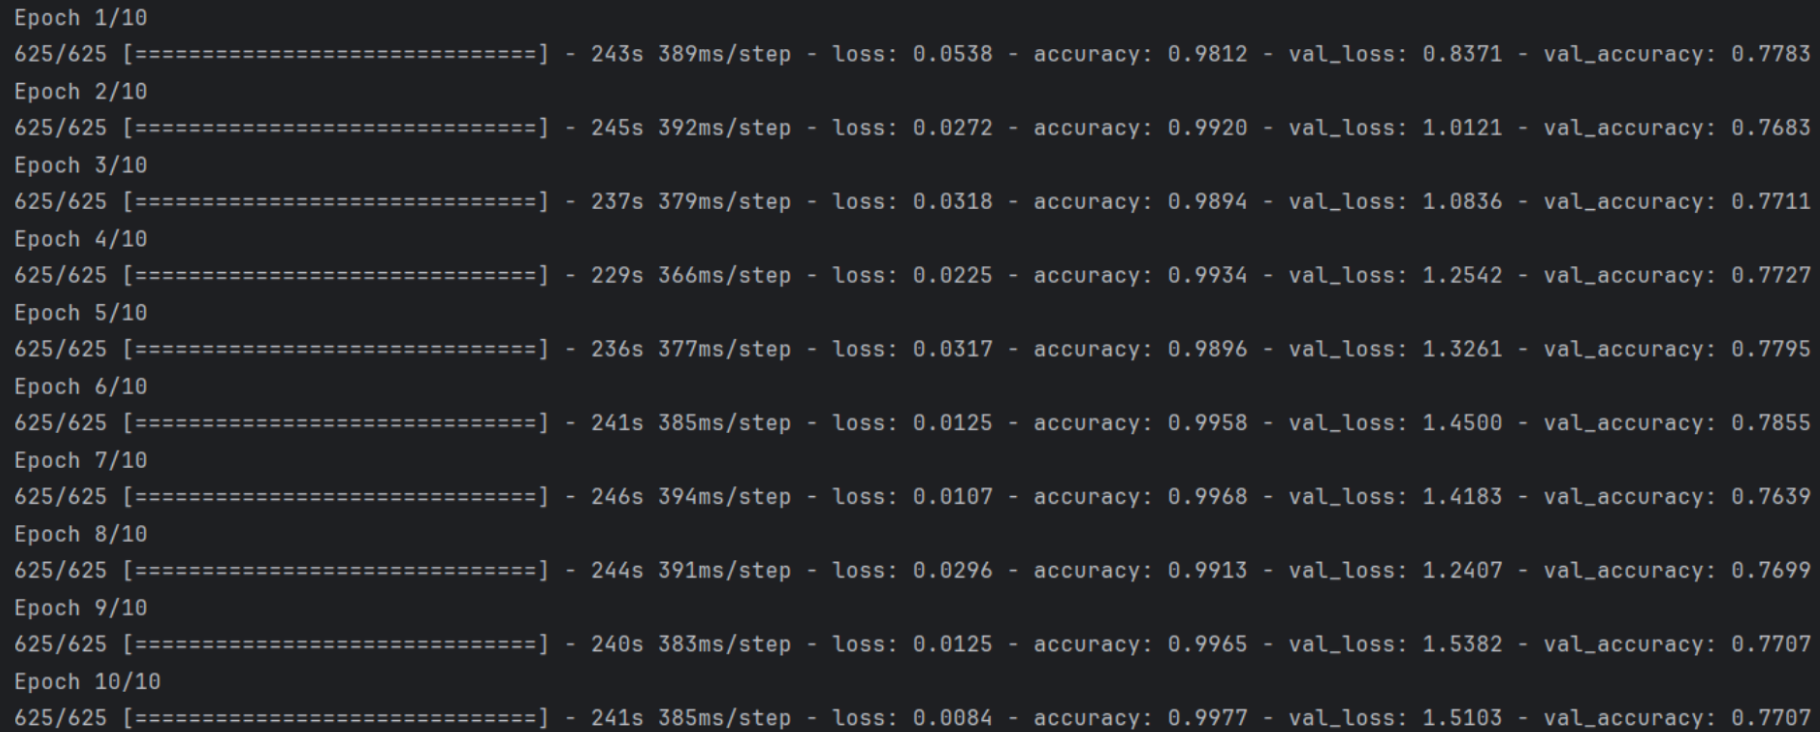 Epoch 1/10
625/625 [==============================] - 243s 389ms/step - loss: 0.0538 - accuracy: 0.9812 - val_loss: 0.8371 - val_accuracy: 0.7783
Epoch 2/10
625/625 [==============================] - 245s 392ms/step - loss: 0.0272 - accuracy: 0.9920 - val_loss: 1.0121 - val_accuracy: 0.7683
Epoch 3/10
625/625 [==============================] - 237s 379ms/step - loss: 0.0318 - accuracy: 0.9894 - val_loss: 1.0836 - val_accuracy: 0.7711
Epoch 4/10
625/625 [==============================] - 229s 366ms/step - loss: 0.0225 - accuracy: 0.9934 - val_loss: 1.2542 - val_accuracy: 0.7727
Epoch 5/10
625/625 [==============================] - 236s 377ms/step - loss: 0.0317 - accuracy: 0.9896 - val_loss: 1.3261 - val_accuracy: 0.7795
Epoch 6/10
625/625 [==============================] - 241s 385ms/step - loss: 0.0125 - accuracy: 0.9958 - val_loss: 1.4500 - val_accuracy: 0.7855
Epoch 7/10
625/625 [==============================] - 246s 394ms/step - loss: 0.0107 - accuracy: 0.9968 - val_loss: 1.4183 - val_accuracy: 0.7639
Epoch 8/10
625/625 [==============================] - 244s 391ms/step - loss: 0.0296 - accuracy: 0.9913 - val_loss: 1.2407 - val_accuracy: 0.7699
Epoch 9/10
625/625 [==============================] - 240s 383ms/step - loss: 0.0125 - accuracy: 0.9965 - val_loss: 1.5382 - val_accuracy: 0.7707
Epoch 10/10
625/625 [==============================] - 241s 385ms/step - loss: 0.0084 - accuracy: 0.9977 - val_loss: 1.5103 - val_accuracy: 0.7707